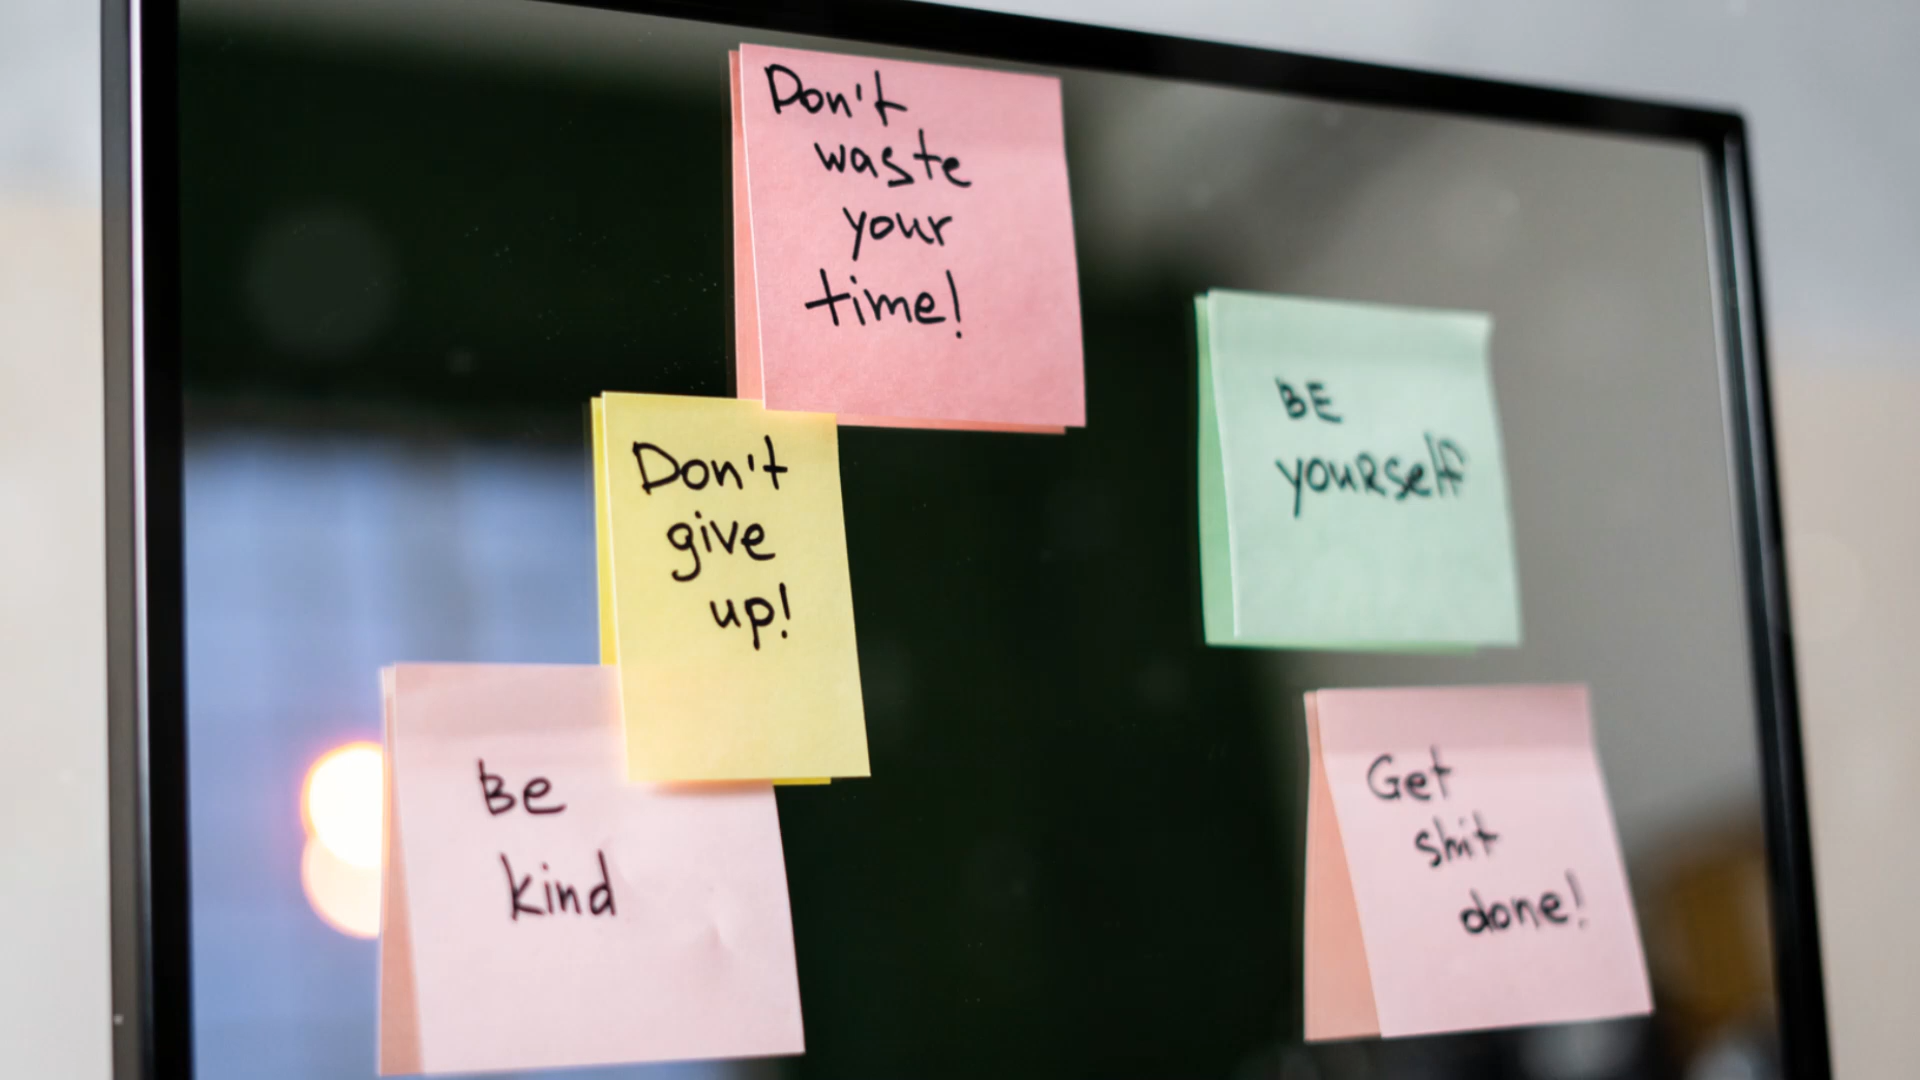 Don't
waste
your
time!
Don't
give
up!
BE
youRself
Be
kind
Get
shit
done!